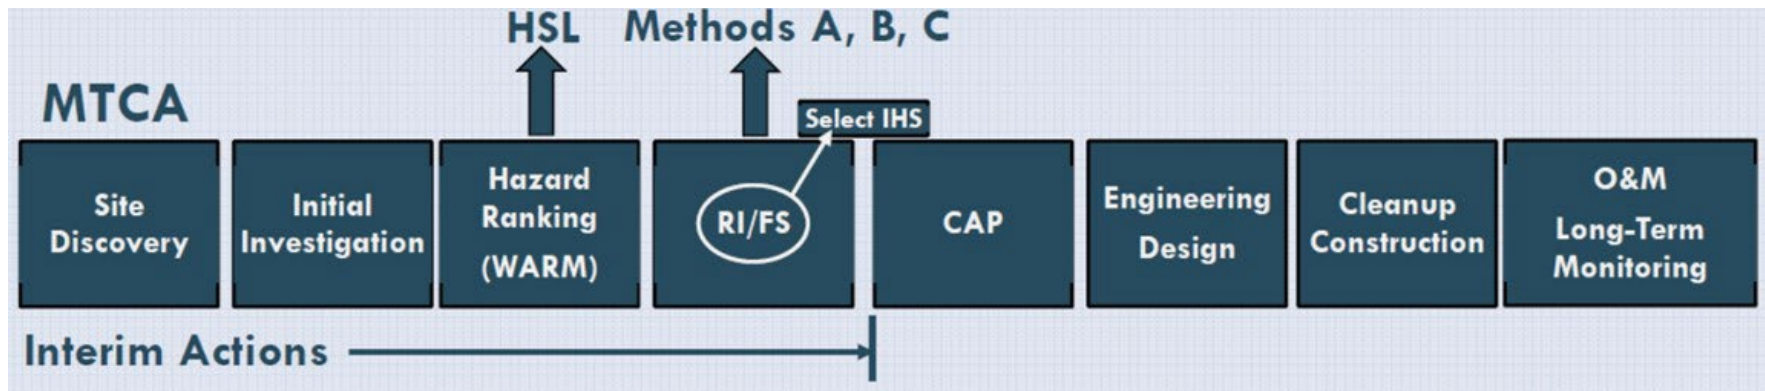 HSL
Methods A, B, C
MTCA
Select IHS
Site
Discovery
Initial
Investigation
Hazard
Ranking
(WARM)
RI/FS
CAP
Engineering
Design
Cleanup
Construction
O&M
Long-Term
Monitoring
Interim Actions